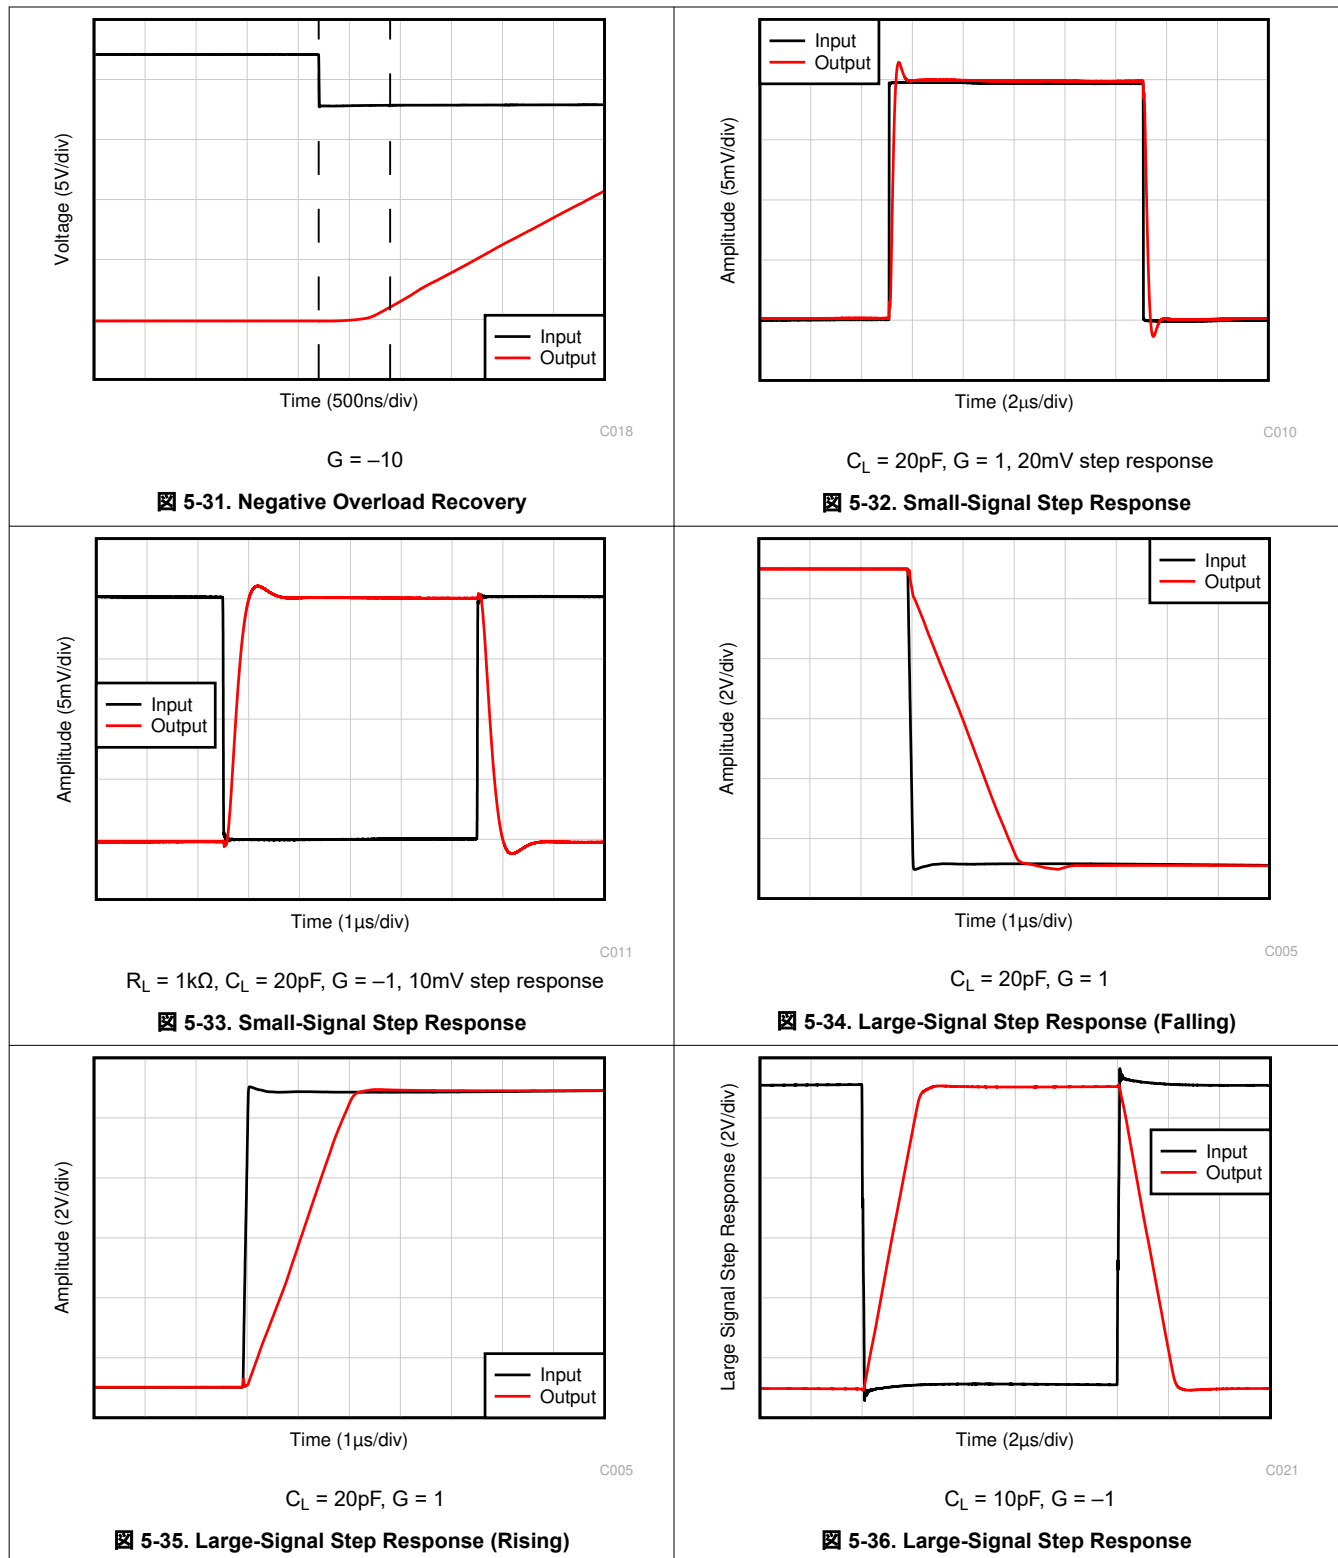 Voltage (5V/div)
Input
Output
Time (500ns/div)
C018
G = –10
図 5-31. Negative Overload Recovery
Input
Output
Amplitude (5mV/div)
Time (2μs/div)
C010
C_L = 20pF, G = 1, 20mV step response
図 5-32. Small-Signal Step Response
Amplitude (5mV/div)
Input
Output
Time (1μs/div)
C011
R_L = 1kΩ, C_L = 20pF, G = –1, 10mV step response
図 5-33. Small-Signal Step Response
Input
Output
Amplitude (2V/div)
Time (1μs/div)
C005
C_L = 20pF, G = 1
図 5-34. Large-Signal Step Response (Falling)
Amplitude (2V/div)
Input
Output
Time (1μs/div)
C005
C_L = 20pF, G = 1
図 5-35. Large-Signal Step Response (Rising)
Large Signal Step Response (2V/div)
Input
Output
Time (2μs/div)
C021
C_L = 10pF, G = –1
図 5-36. Large-Signal Step Response